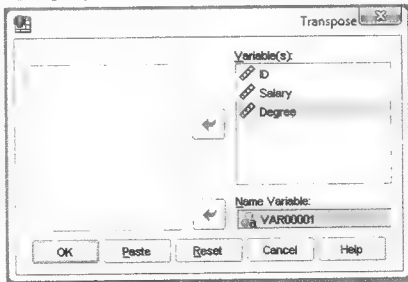 Transpose
Variable(s):
ID
Salary
Degree
Name Variable:
VAR00001
OK Paste Reset Cancel Help